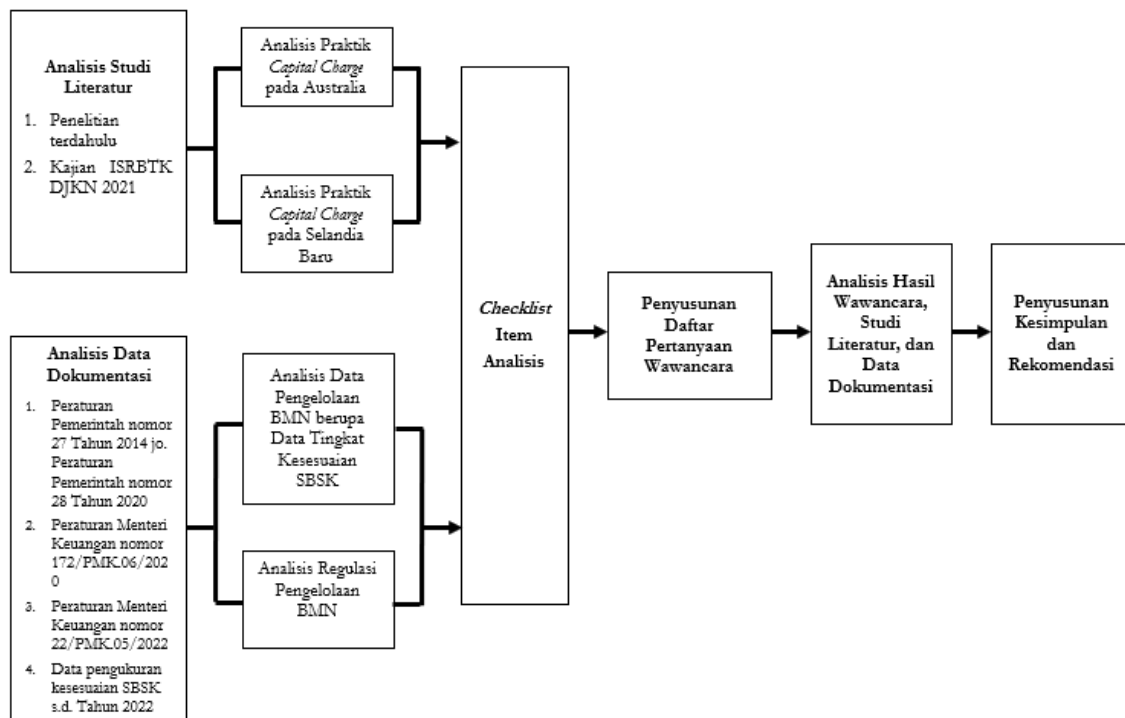 Analisis Studi
Literatur
1. Penelitian
terdahulu
2. Kajian ISRBTK
DJKN 2021
Analisis Praktik
Capital Charge
pada Australia
Analisis Praktik
Capital Charge
pada Selandia
Baru
Analisis Data
Dokumentasi
1. Peraturan
Pemerintah nomor
27 Tahun 2014 jo.
Peraturan
Pemerintah nomor
28 Tahun 2020
2. Peraturan Menteri
Keuangan nomor
172/PMK.06/202
0
3. Peraturan Menteri
Keuangan nomor
22/PMK.05/2022
4. Data pengukuran
kesesuaian SBSK
s.d. Tahun 2022
Analisis Data
Pengelolaan
BMN berupa
Data Tingkat
Kesesuaian
SBSK
Analisis Regulasi
Pengelolaan
BMN
Checklist
Item
Analisis
Penyusunan
Daftar
Pertanyaan
Wawancara
Analisis Hasil
Wawancara,
Studi
Literatur, dan
Data
Dokumentasi
Penyusunan
Kesimpulan
dan
Rekomendasi